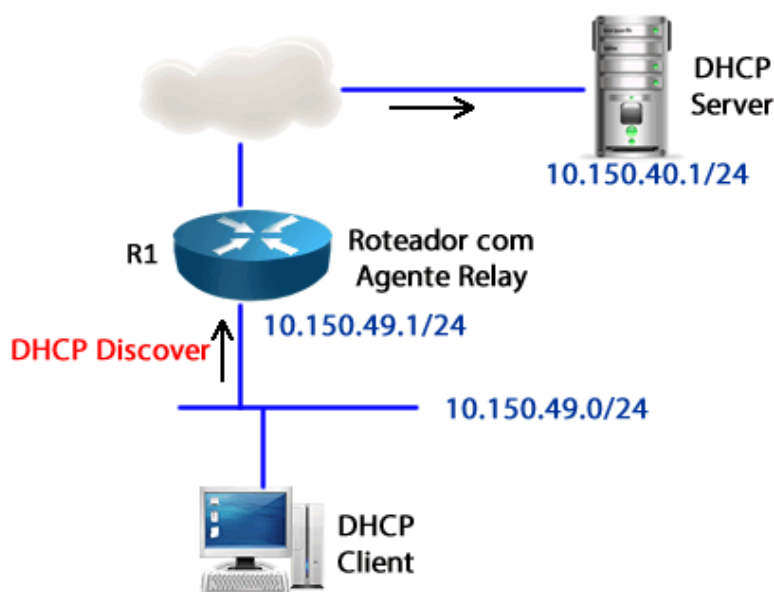 DHCP
Server
10.150.40.1/24
R1
Roteador com
Agente Relay
10.150.49.1/24
DHCP Discover
10.150.49.0/24
DHCP
Client